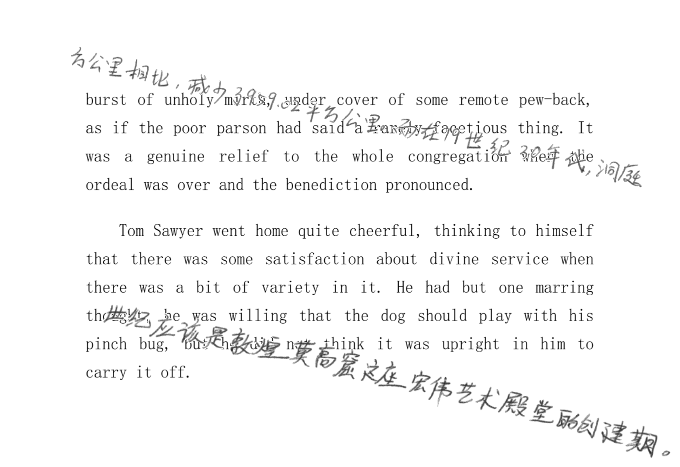 方公里相比，减少3959.02平方公里。
burst of unholy mirth, under cover of some remote pew-back,
as if the poor parson had said a facetious thing. It
在19世纪30年代，洞庭
was a genuine relief to the whole congregation when the
ordeal was over and the benediction pronounced.
Tom Sawyer went home quite cheerful, thinking to himself
that there was some satisfaction about divine service when
there was a bit of variety in it. He had but one marring
he was willing that the dog should play with his
pinch bug, but he did not think it was upright in him to
carry it off.
世纪应该是敦煌莫高窟这座宏伟艺术殿堂的创建期。